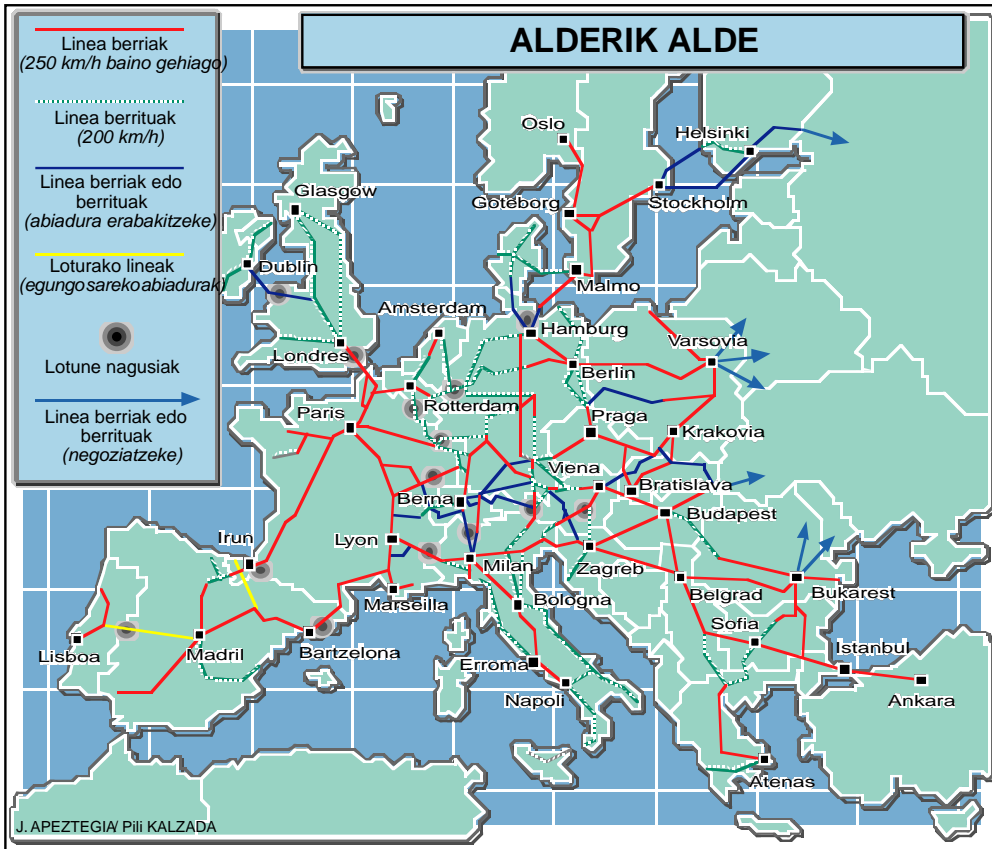 ALDERIK ALDE
Linea berriak
(250 km/h baino gehiago)
Linea berrituak
(200 km/h)
Linea berriak edo
berrituak
(abiadura erabakitzeke)
Loturako lineak
(egungo sareko abiadurak)
Lotune nagusiak
Linea berriak edo
berrituak
(negoziatzeke)
Oslo
Helsinki
Glasgow
Goteborg
Stockholm
Dublin
Malmo
Amsterdam
Hamburg
Varsovia
Londres
Berlin
Paris
Rotterdam
Praga
Krakovia
Viena
Bratislava
Berna
Budapest
Irun
Lyon
Milan
Zagreb
Belgrad
Bukarest
Marseilla
Bologna
Sofia
Lisboa
Madril
Bartzelona
Erroma
Istanbul
Napoli
Ankara
Atenas
J. APEZTEGIA/ Pili KALZADA